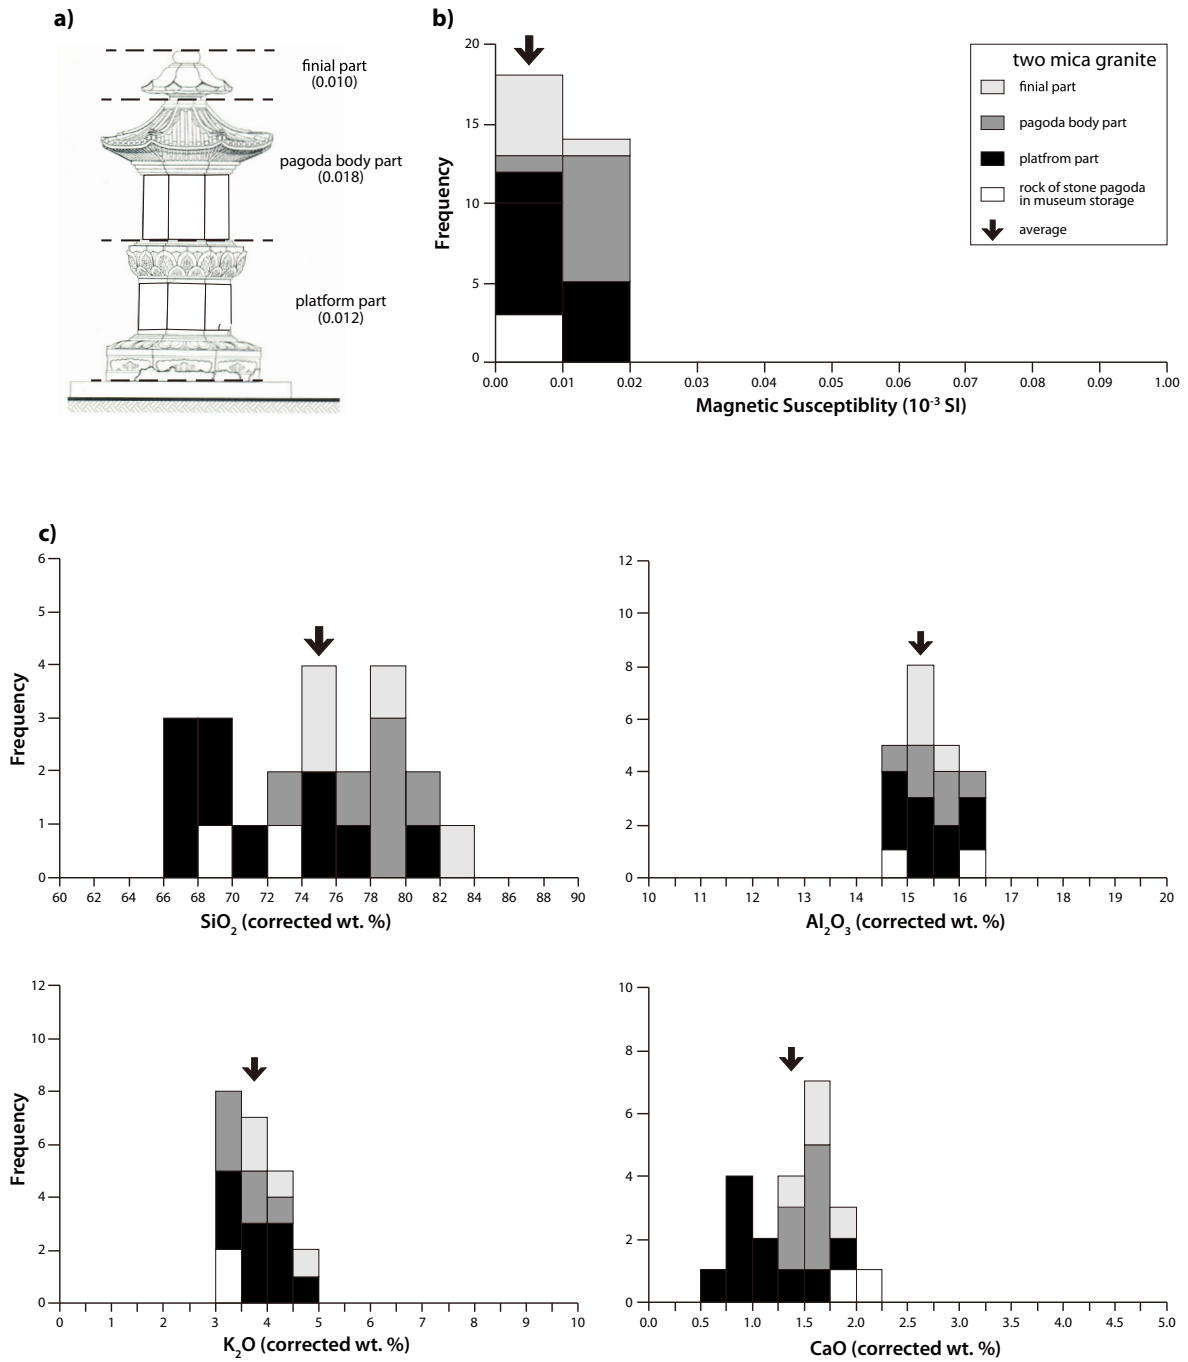 a)
finial part
(0.010)
pagoda body part
(0.018)
platform part
(0.012)
b)
20
15
10
5
0
Frequency
0.00 0.01 0.02 0.03 0.04 0.05 0.06 0.07 0.08 0.09 1.00
Magnetic Susceptiblity (10⁻³ SI)
two mica granite
finial part
pagoda body part
platfrom part
rock of stone pagoda
in museum storage
average
c)
6
5
4
3
2
1
0
Frequency
60 62 64 66 68 70 72 74 76 78 80 82 84 86 88 90
SiO₂ (corrected wt. %)
12
10
8
6
4
2
0
10 11 12 13 14 15 16 17 18 19 20
Al₂O₃ (corrected wt. %)
12
10
8
6
4
2
0
Frequency
0 1 2 3 4 5 6 7 8 9 10
K₂O (corrected wt. %)
10
8
6
4
2
0
0.0 0.5 1.0 1.5 2.0 2.5 3.0 3.5 4.0 4.5 5.0
CaO (corrected wt. %)